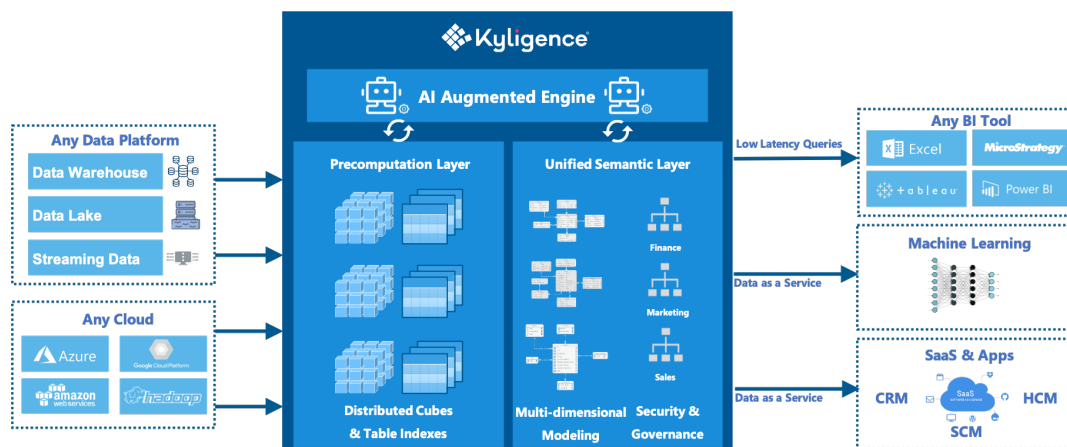 Kyligence
AI Augmented Engine
Any Data Platform
Data Warehouse
Data Lake
Streaming Data
Any Cloud
Azure
Google Cloud Platform
amazon
web services
hadoop
Precomputation Layer
Distributed Cubes
& Table Indexes
Unified Semantic Layer
Finance
Marketing
Sales
Multi-dimensional
Modeling
Security &
Governance
Low Latency Queries
Data as a Service
Data as a Service
Any BI Tool
Excel
MicroStrategy
+ableau
Power BI
Machine Learning
SaaS & Apps
CRM
SaaS
HCM
SCM